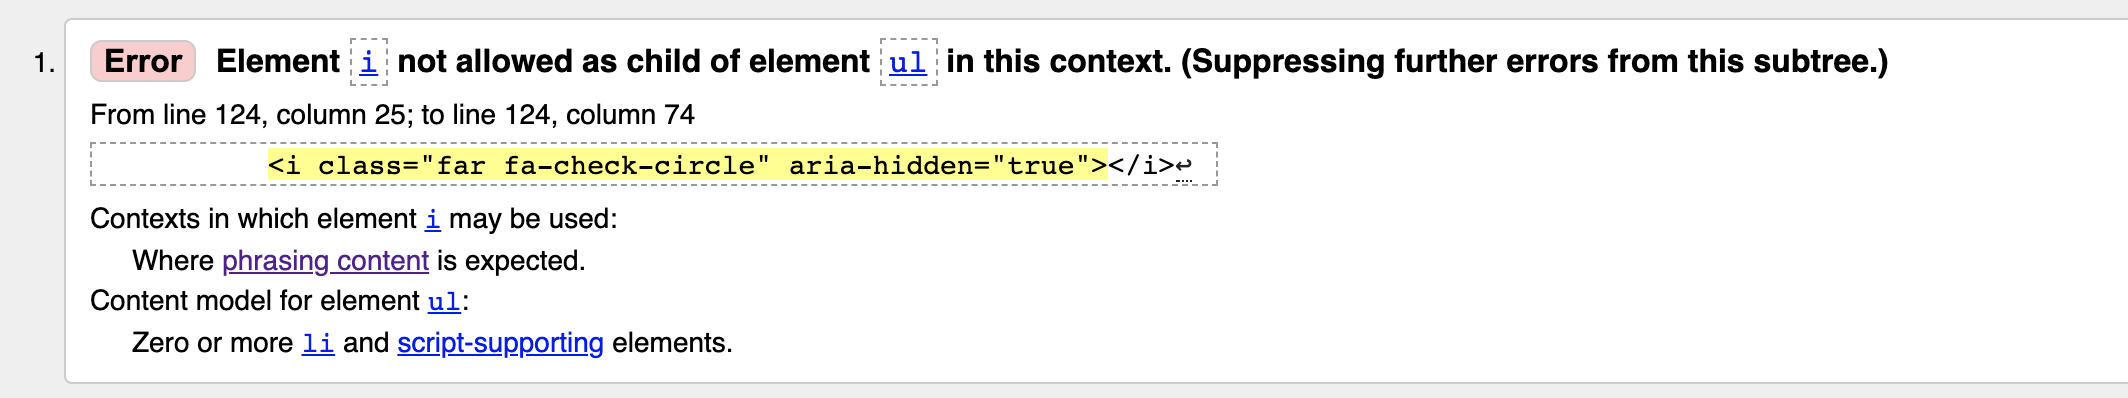 1. Error Element i not allowed as child of element ul in this context. (Suppressing further errors from this subtree.)
From line 124, column 25; to line 124, column 74
<i class="far fa-check-circle" aria-hidden="true"></i>↩
Contexts in which element i may be used:
Where phrasing content is expected.
Content model for element ul:
Zero or more li and script-supporting elements.